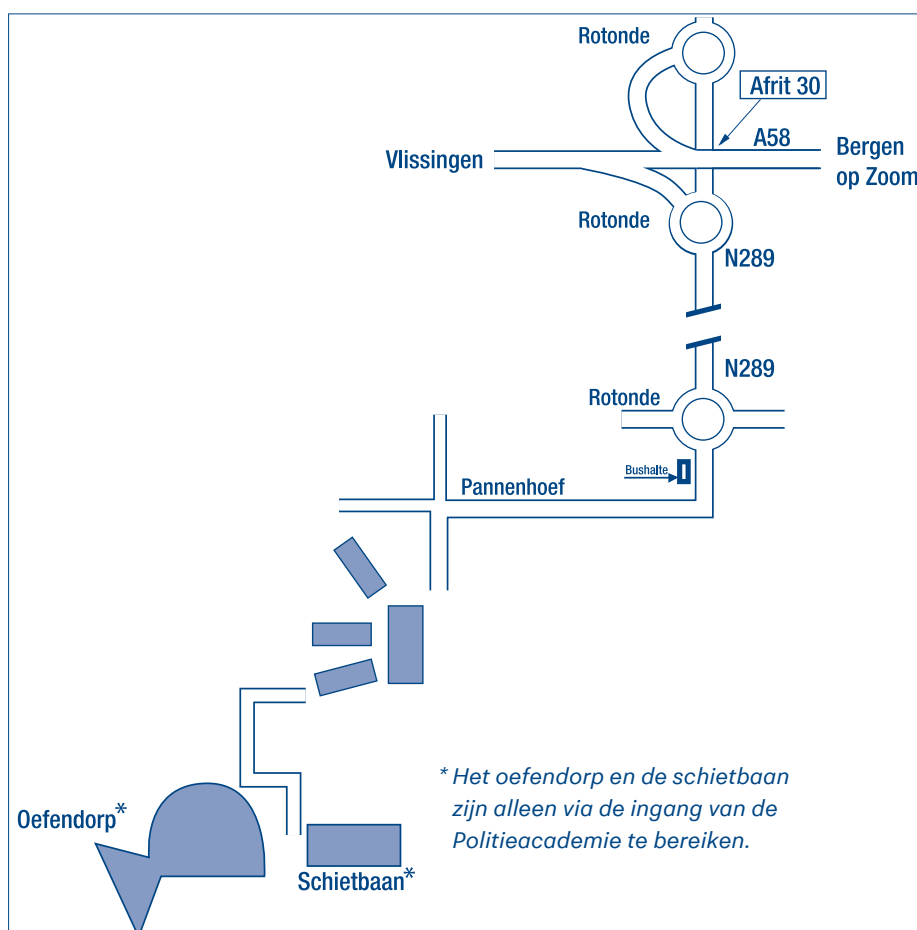 Rotonde
Afrit 30
A58
Vlissingen
Bergen
op Zoom
Rotonde
N289
N289
Rotonde
Bushalte
Pannenhoef
* Het oefendorp en de schietbaan
zijn alleen via de ingang van de
Politieacademie te bereiken.
Oefendorp*
Schietbaan*